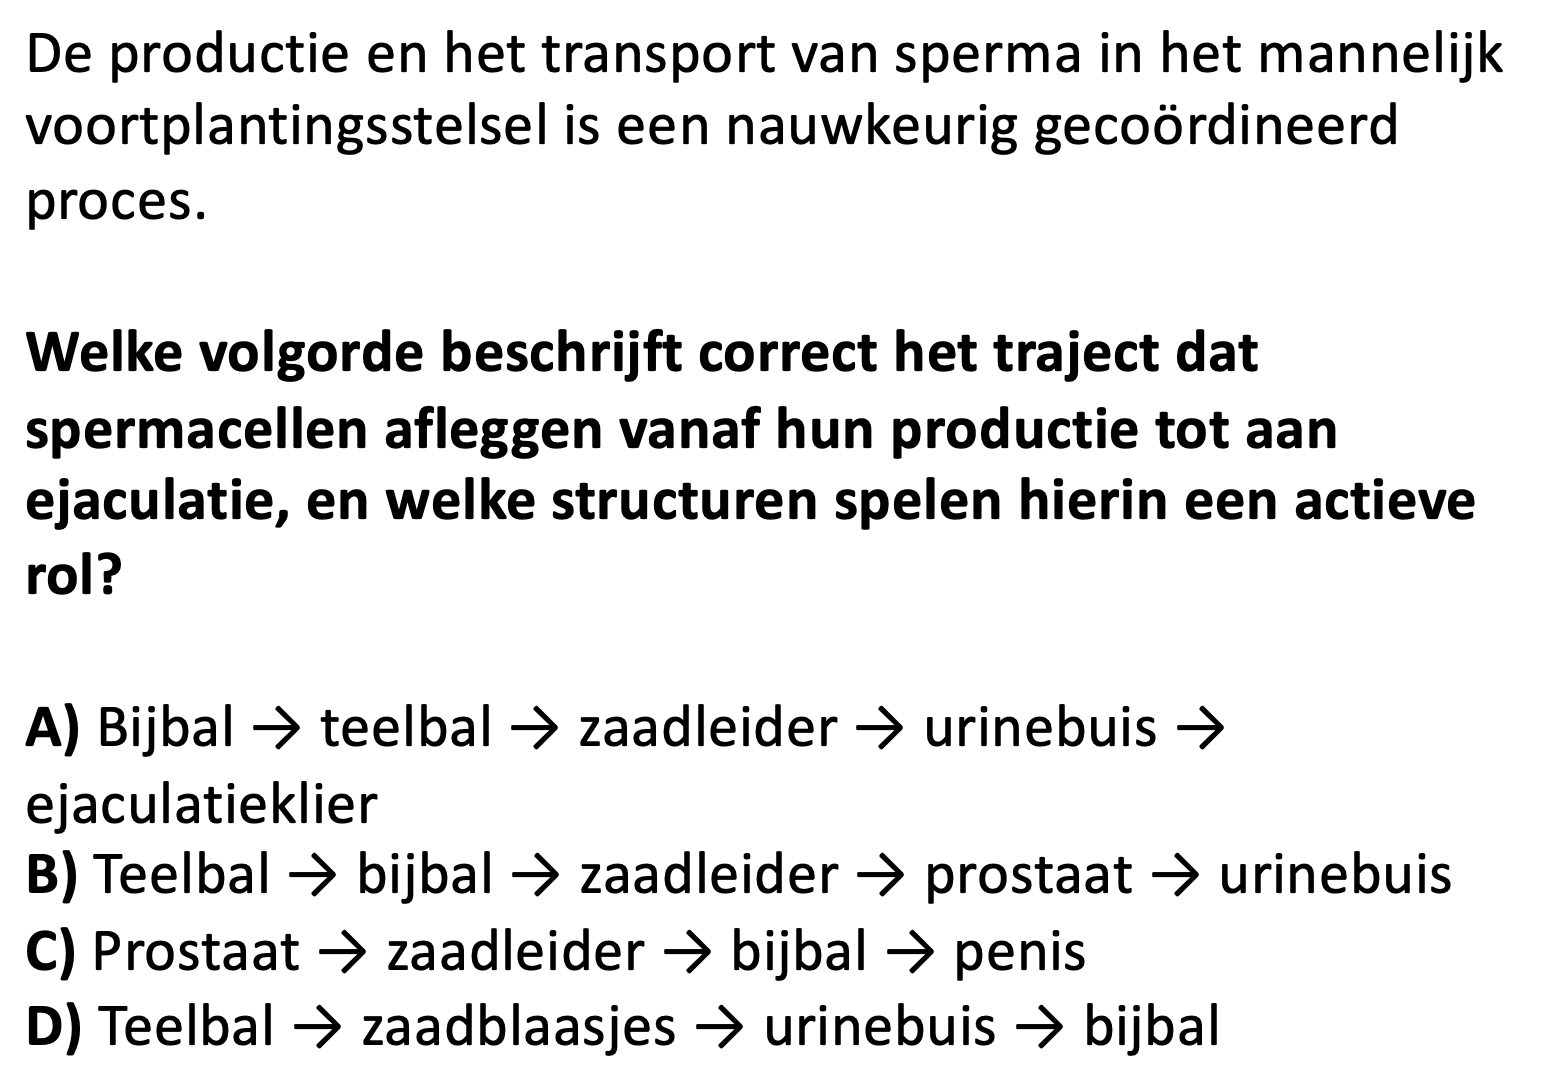 De productie en het transport van sperma in het mannelijk
voortplantingsstelsel is een nauwkeurig gecoördineerd
proces.
Welke volgorde beschrijft correct het traject dat
spermacellen afleggen vanaf hun productie tot aan
ejaculatie, en welke structuren spelen hierin een actieve
rol?
A) Bijbal → teelbal → zaadleider → urinebuis →
ejaculatieklier
B) Teelbal → bijbal → zaadleider → prostaat → urinebuis
C) Prostaat → zaadleider → bijbal → penis
D) Teelbal → zaadblaasjes → urinebuis → bijbal